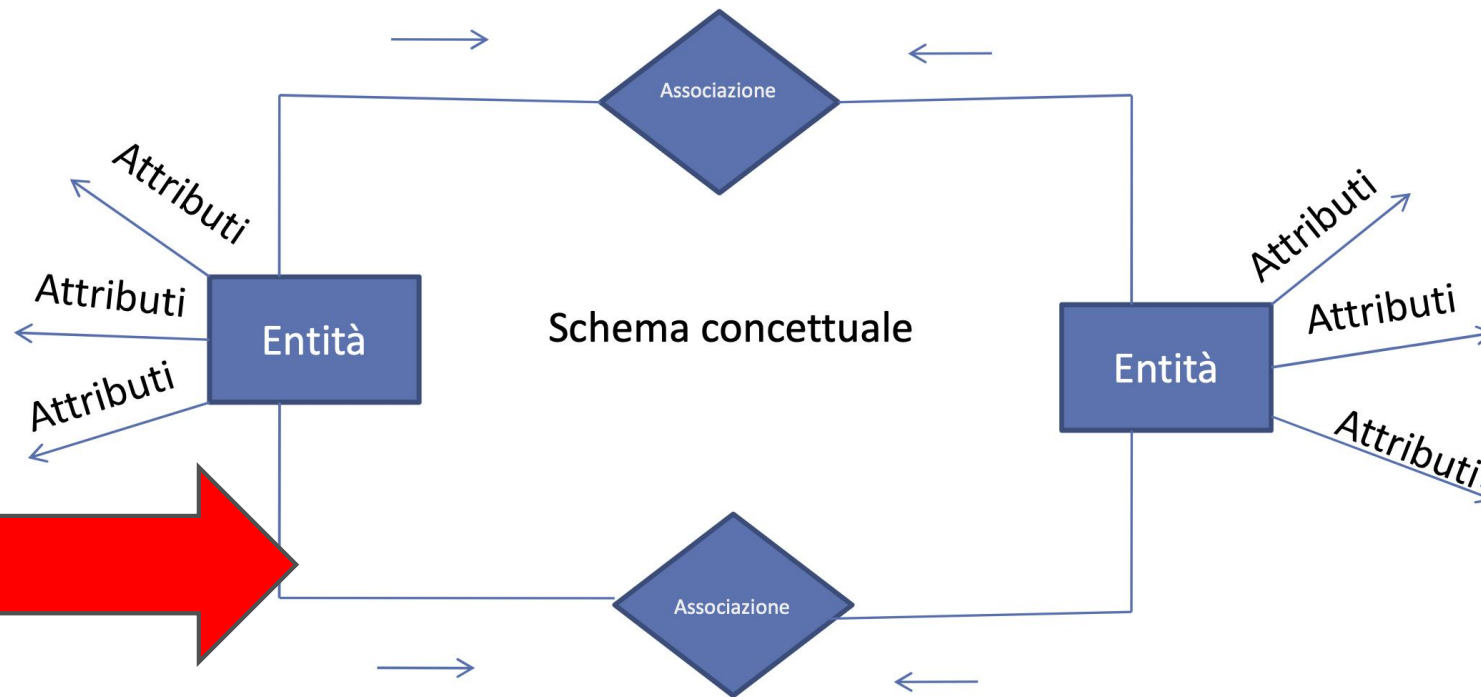 Associazione
Attributi
Attributi
Attributi
Attributi
Entità
Schema concettuale
Attributi
Entità
Attributi
Associazione